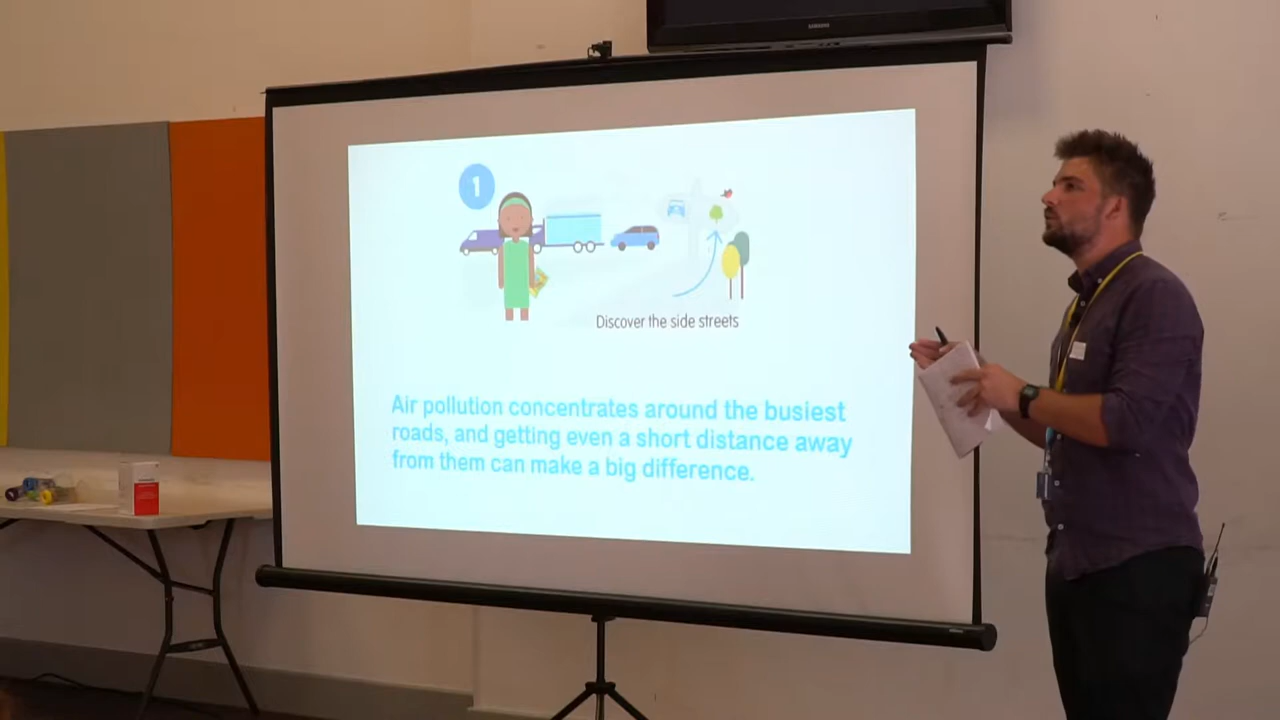 SAMSUNG
1
Discover the side streets
Air pollution concentrates around the busiest
roads, and getting even a short distance away
from them can make a big difference.